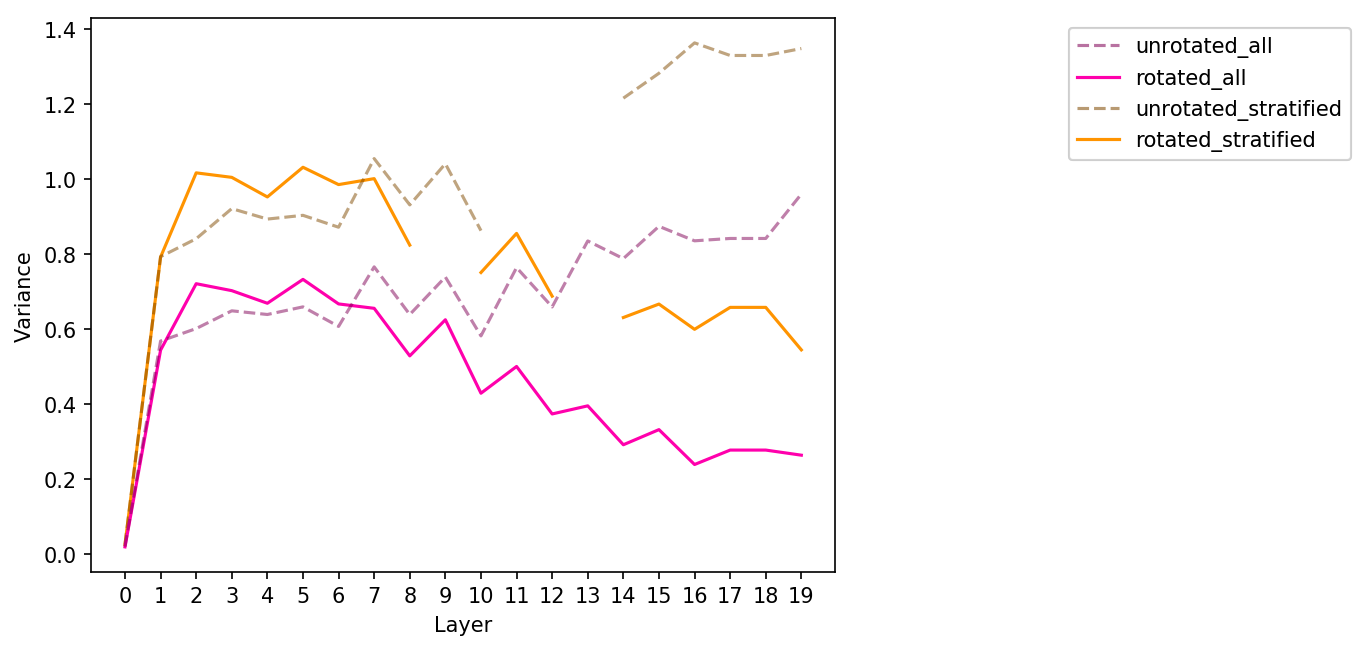 1.4
1.2
1.0
0.8
0.6
0.4
0.2
0.0
Variance
0 1 2 3 4 5 6 7 8 9 10 11 12 13 14 15 16 17 18 19
Layer
unrotated_all
rotated_all
unrotated_stratified
rotated_stratified